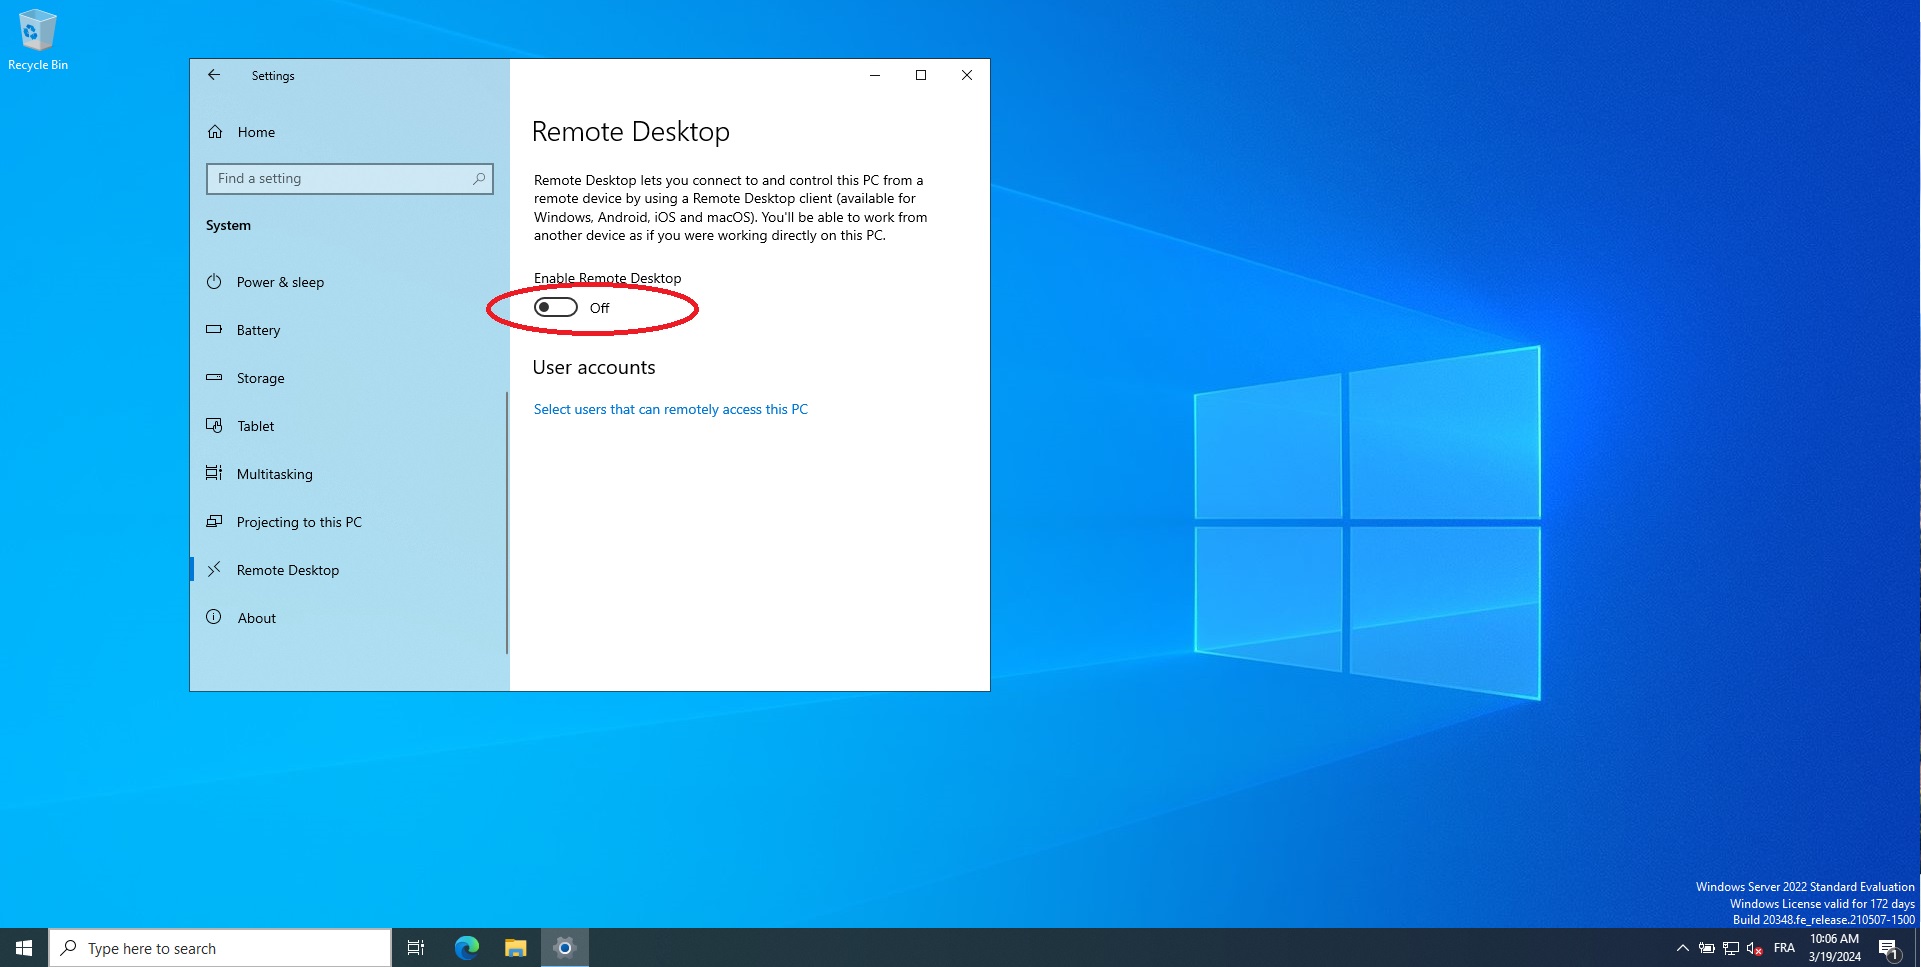 Recycle Bin
Settings
Home
Find a setting
System
Power & sleep
Battery
Storage
Tablet
Multitasking
Projecting to this PC
Remote Desktop
About
Remote Desktop
Remote Desktop lets you connect to and control this PC from a
remote device by using a Remote Desktop client (available for
Windows, Android, iOS and macOS). You'll be able to work from
another device as if you were working directly on this PC.
Enable Remote Desktop
Off
User accounts
Select users that can remotely access this PC
Windows Server 2022 Standard Evaluation
Windows License valid for 172 days
Build 20348.fe_release.210507-1500
Type here to search
FRA
10:06 AM
3/19/2024
1